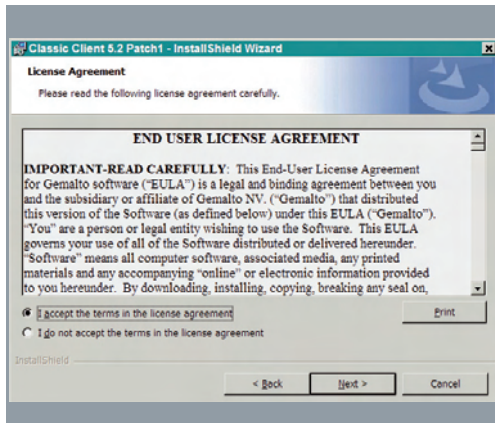 Classic Client 5.2 Patch1 - InstallShield Wizard
License Agreement
Please read the following license agreement carefully.
END USER LICENSE AGREEMENT
IMPORTANT-READ CAREFULLY: This End-User License Agreement
for Gemalto software (“EULA”) is a legal and binding agreement between you
and the subsidiary or affiliate of Gemalto NV. (“Gemalto”) that distributed
this version of the Software (as defined below) under this EULA (“Gemalto”).
“You” are a person or legal entity wishing to use the Software. This EULA
governs your use of all of the Software distributed or delivered hereunder.
“Software” means all computer software, associated media, any printed
materials and any accompanying “online” or electronic information provided
to you hereunder. By downloading, installing, copying, breaking any seal on,
I accept the terms in the license agreement
Print
I do not accept the terms in the license agreement
InstallShield
< Back
Next >
Cancel